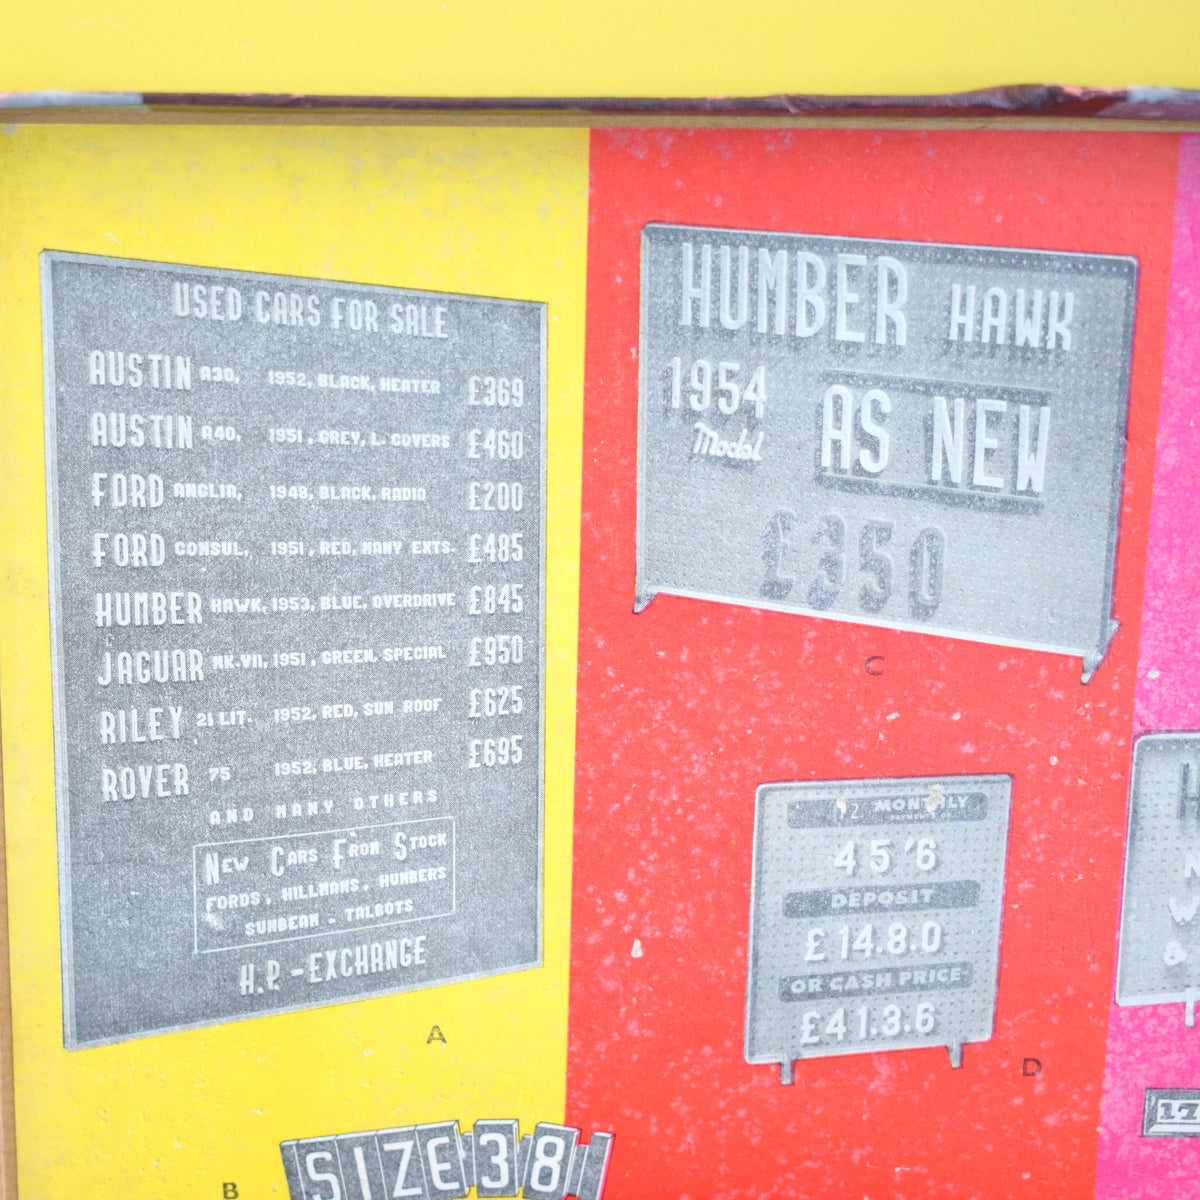 USED CARS FOR SALE
AUSTIN A30, 1952, BLACK, HEATER £369
AUSTIN A40, 1951, GREY, L. COVERS £460
FORD ANGLIA, 1948, BLACK, RADIO £200
FORD CONSUL, 1951, RED, MANY EXTS. £485
HUMBER HAWK, 1953, BLUE, OVERDRIVE £845
JAGUAR MK.VII, 1951, GREEN, SPECIAL £950
RILEY 2½ LIT. 1952, RED, SUN ROOF £625
ROVER 75 1952, BLUE, HEATER £695
AND MANY OTHERS
NEW CARS FROM STOCK
FORDS, HILLMANS, HUMBERS
SUNBEAM - TALBOTS
H.P. - EXCHANGE
A
B
SIZE 38
HUMBER HAWK
1954
Model
AS NEW
£350
C
12 MONTHLY
45'6
DEPOSIT
£14.8.0
OR CASH PRICE
£41.3.6
D